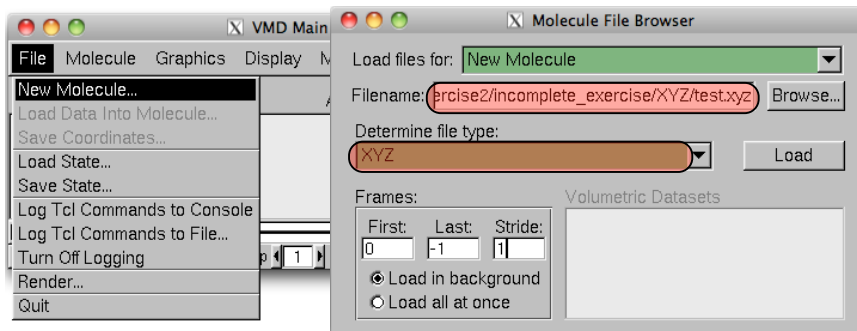 VMD Main
File Molecule Graphics Display M
New Molecule...
Load Data Into Molecule...
Save Coordinates...
Load State...
Save State...
Log Tcl Commands to Console
Log Tcl Commands to File...
Turn Off Logging
Render...
Quit
p 1
Molecule File Browser
Load files for: New Molecule
Filename: ercise2/incomplete_exercise/XYZ/test.xyz Browse...
Determine file type:
XYZ Load
Frames: Volumetric Datasets
First: Last: Stride:
0 -1 1
Load in background
Load all at once